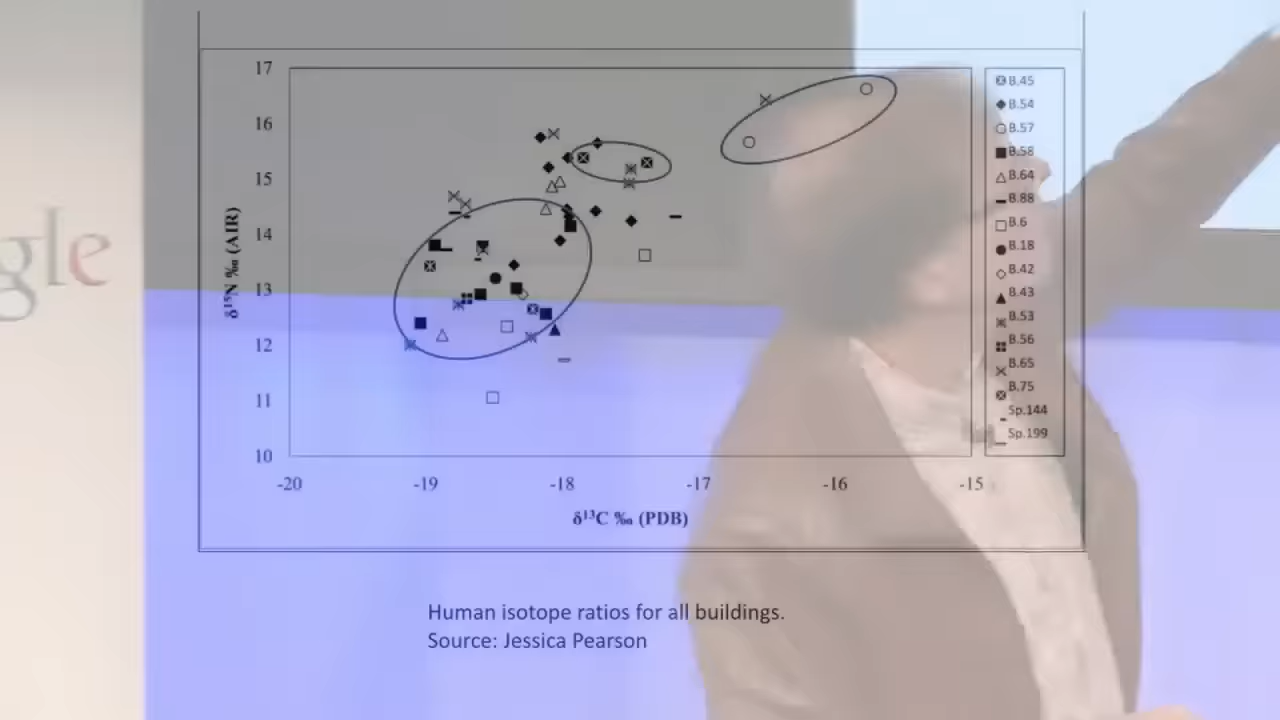 gle
17
16
15
14
13
12
11
10
δ¹⁵N ‰ (AIR)
-20
-19
-18
-17
-16
-15
δ¹³C ‰ (PDB)
B.45
B.54
B.57
B.58
B.64
B.88
B.6
B.18
B.42
B.43
B.53
B.56
B.65
B.75
Sp.144
Sp.199
Human isotope ratios for all buildings.
Source: Jessica Pearson